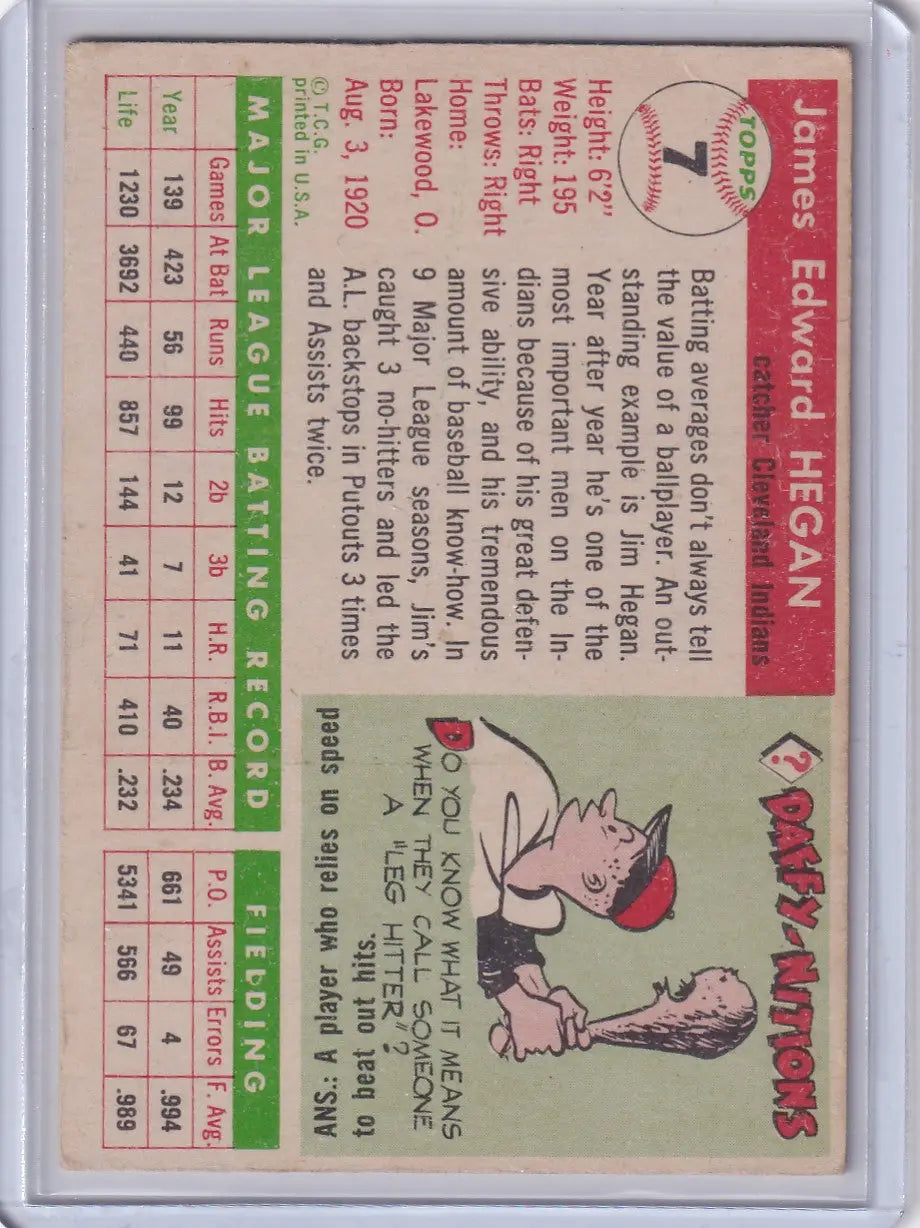 James Edward HEGAN
catcher Cleveland Indians
TOPPS
7
Height: 6'2"
Weight: 195
Bats: Right
Throws: Right
Home:
Lakewood, O.
Born:
Aug. 3, 1920
© T.C.G.
printed in U.S.A.
Batting averages don't always tell
the value of a ballplayer. An out-
standing example is Jim Hegan.
Year after year he's one of the
most important men on the In-
dians because of his great defen-
sive ability, and his tremendous
amount of baseball know-how. In
9 Major League seasons, Jim's
caught 3 no-hitters and led the
A.L. backstops in Putouts 3 times
and Assists twice.
? DAFFY-NITIONS
DO YOU KNOW WHAT IT MEANS
WHEN THEY CALL SOMEONE
A "LEG HITTER"?
ANS.: A player who relies on speed
to beat out hits.
MAJOR LEAGUE BATTING RECORD FIELDING
Games At Bat Runs Hits 2b 3b H.R. R.B.I. B. Avg. P.O. Assists Errors F. Avg.
Year 139 423 56 99 12 7 11 40 .234 661 49 4 .994
Life 1230 3692 440 857 144 41 71 410 .232 5341 566 67 .989